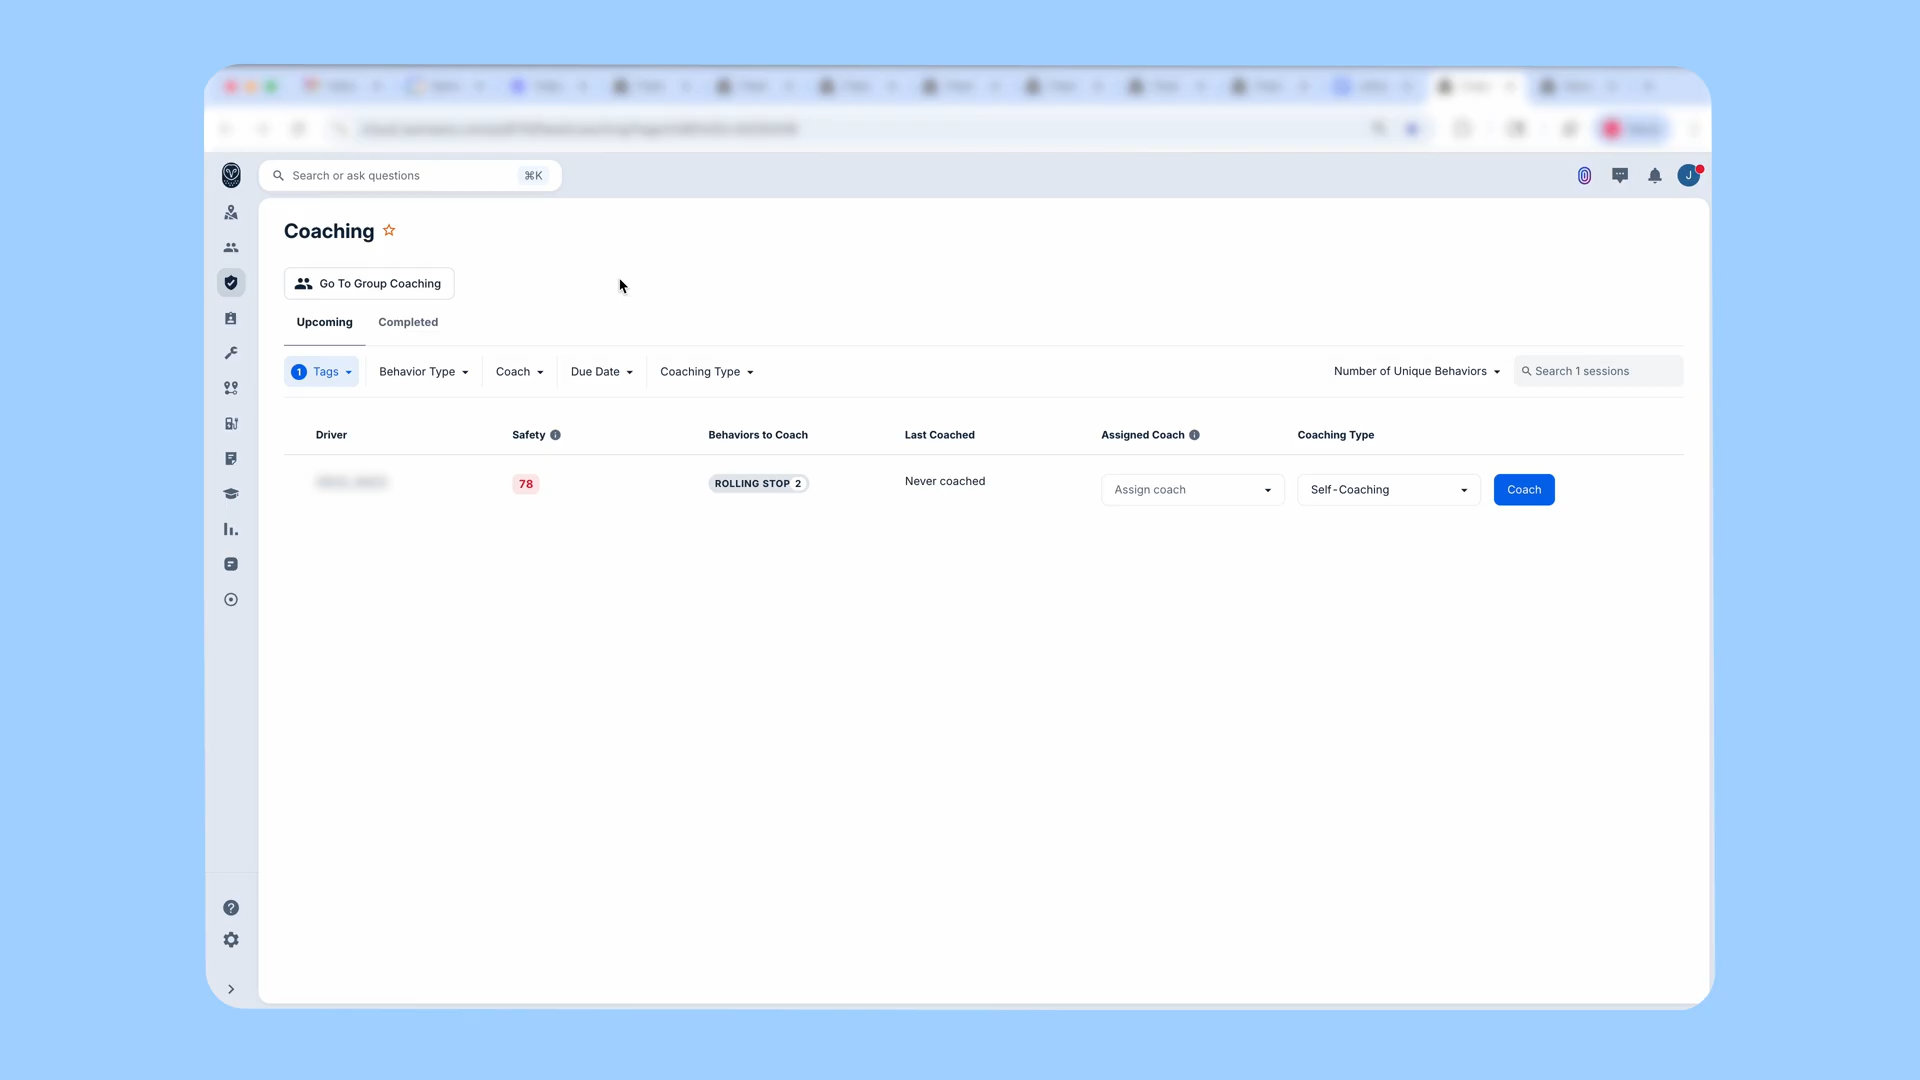 Search or ask questions ⌘K
J
Coaching
Go To Group Coaching
Upcoming Completed
1 Tags Behavior Type Coach Due Date Coaching Type Number of Unique Behaviors Search 1 sessions
Driver Safety Behaviors to Coach Last Coached Assigned Coach Coaching Type
78 ROLLING STOP 2 Never coached Assign coach Self-Coaching Coach